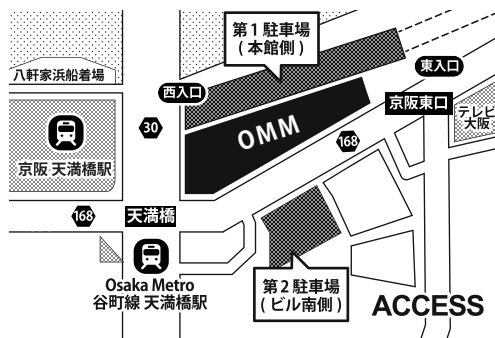 第1駐車場
(本館側)
八軒家浜船着場
西入口
東入口
京阪東口
テレビ
大阪
30
OMM
168
京阪 天満橋駅
168
天満橋
Osaka Metro
谷町線 天満橋駅
第2駐車場
(ビル南側)
ACCESS